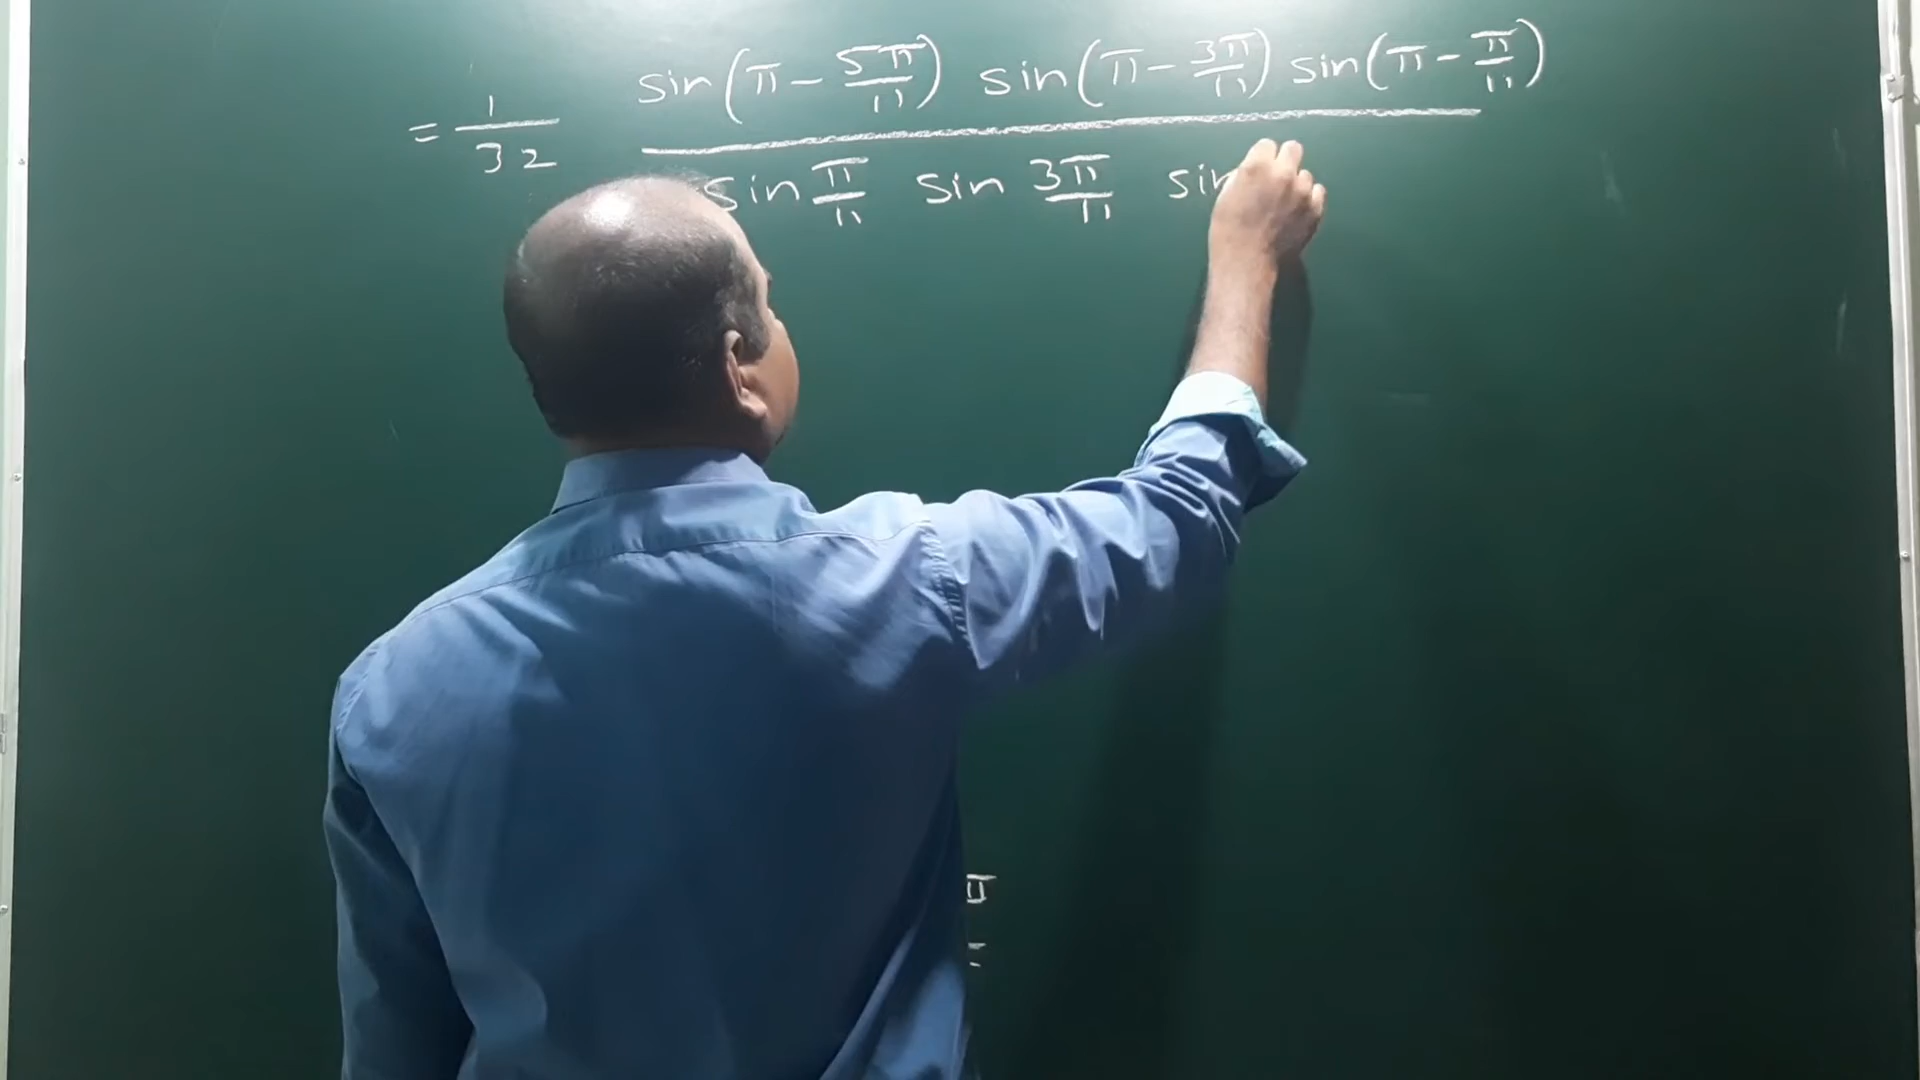 = 1/32 sin(π - 5π/11) sin(π - 3π/11) sin(π - π/11) / sin π/11 sin 3π/11 sin
π